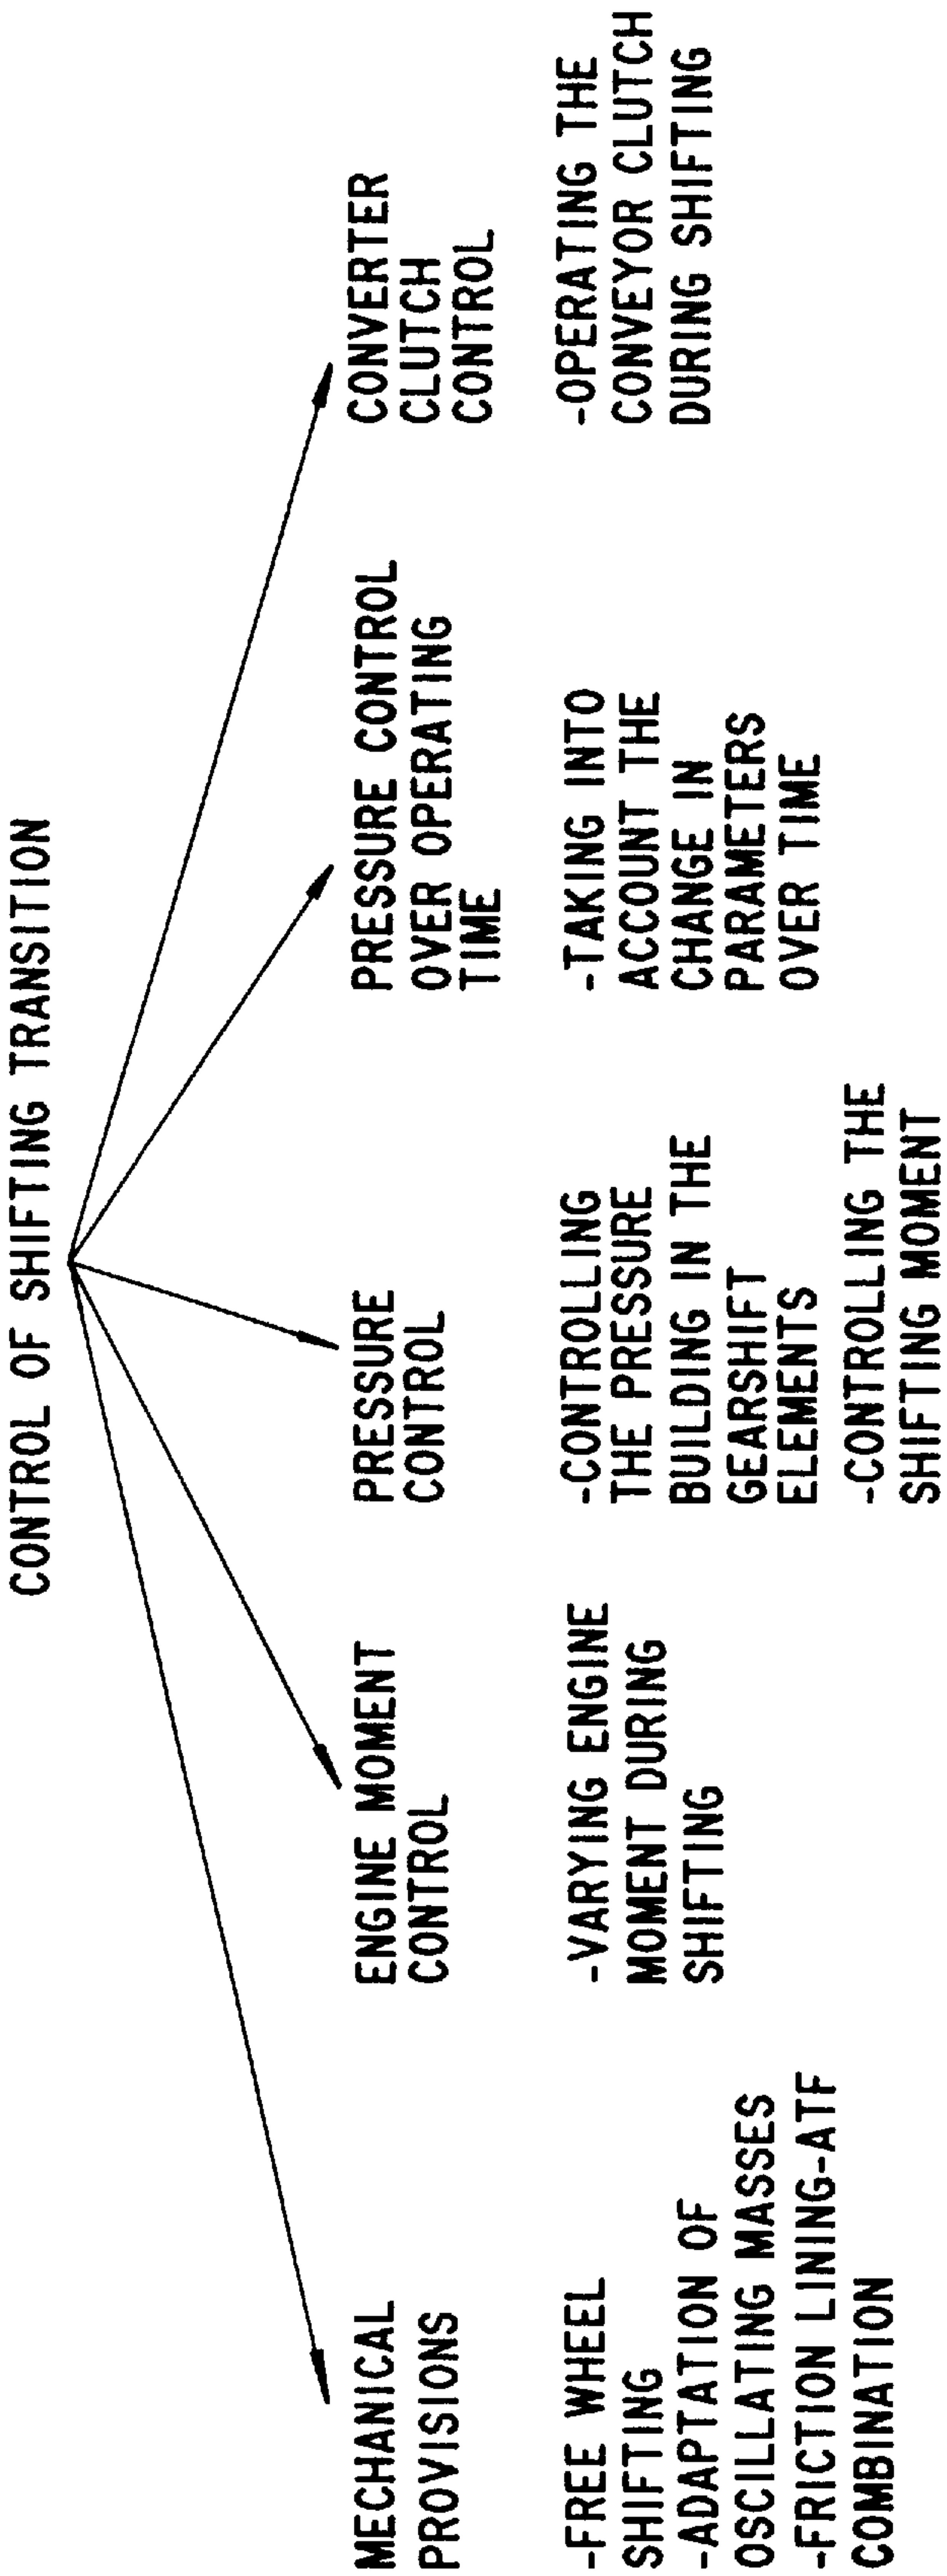 CONTROL OF SHIFTING TRANSITION
MECHANICAL
PROVISIONS
-FREE WHEEL
SHIFTING
-ADAPTATION OF
OSCILLATING MASSES
-FRICTION LINING-ATF
COMBINATION
ENGINE MOMENT
CONTROL
-VARYING ENGINE
MOMENT DURING
SHIFTING
PRESSURE
CONTROL
-CONTROLLING
THE PRESSURE
BUILDING IN THE
GEARSHIFT
ELEMENTS
-CONTROLLING THE
SHIFTING MOMENT
PRESSURE CONTROL
OVER OPERATING
TIME
-TAKING INTO
ACCOUNT THE
CHANGE IN
PARAMETERS
OVER TIME
CONVERTER
CLUTCH
CONTROL
-OPERATING THE
CONVEYOR CLUTCH
DURING SHIFTING